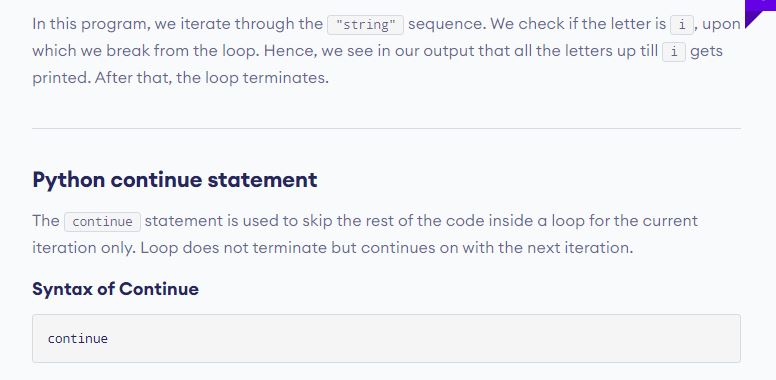 In this program, we iterate through the "string" sequence. We check if the letter is i, upon
which we break from the loop. Hence, we see in our output that all the letters up till i gets
printed. After that, the loop terminates.
Python continue statement
The continue statement is used to skip the rest of the code inside a loop for the current
iteration only. Loop does not terminate but continues on with the next iteration.
Syntax of Continue
continue